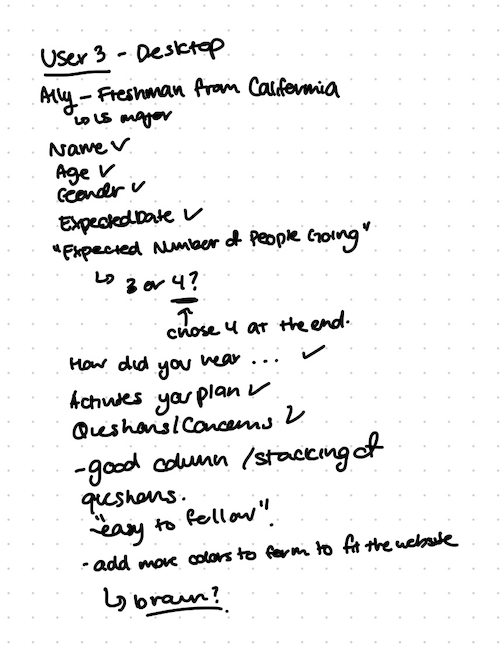 User 3 - Desktop
Ally - Freshman from California
↳ IS major
Name ✓
Age ✓
Gender ✓
Expected Date ✓
"Expected Number of People Going"
↳ 3 or 4?
↑
chose 4 at the end.
How did you hear ... ✓
Activites you plan ✓
Questions/Concerns
-good column /stacking of
questions.
-"easy to follow".
- add more colors to form to fit the website
↳ brown?